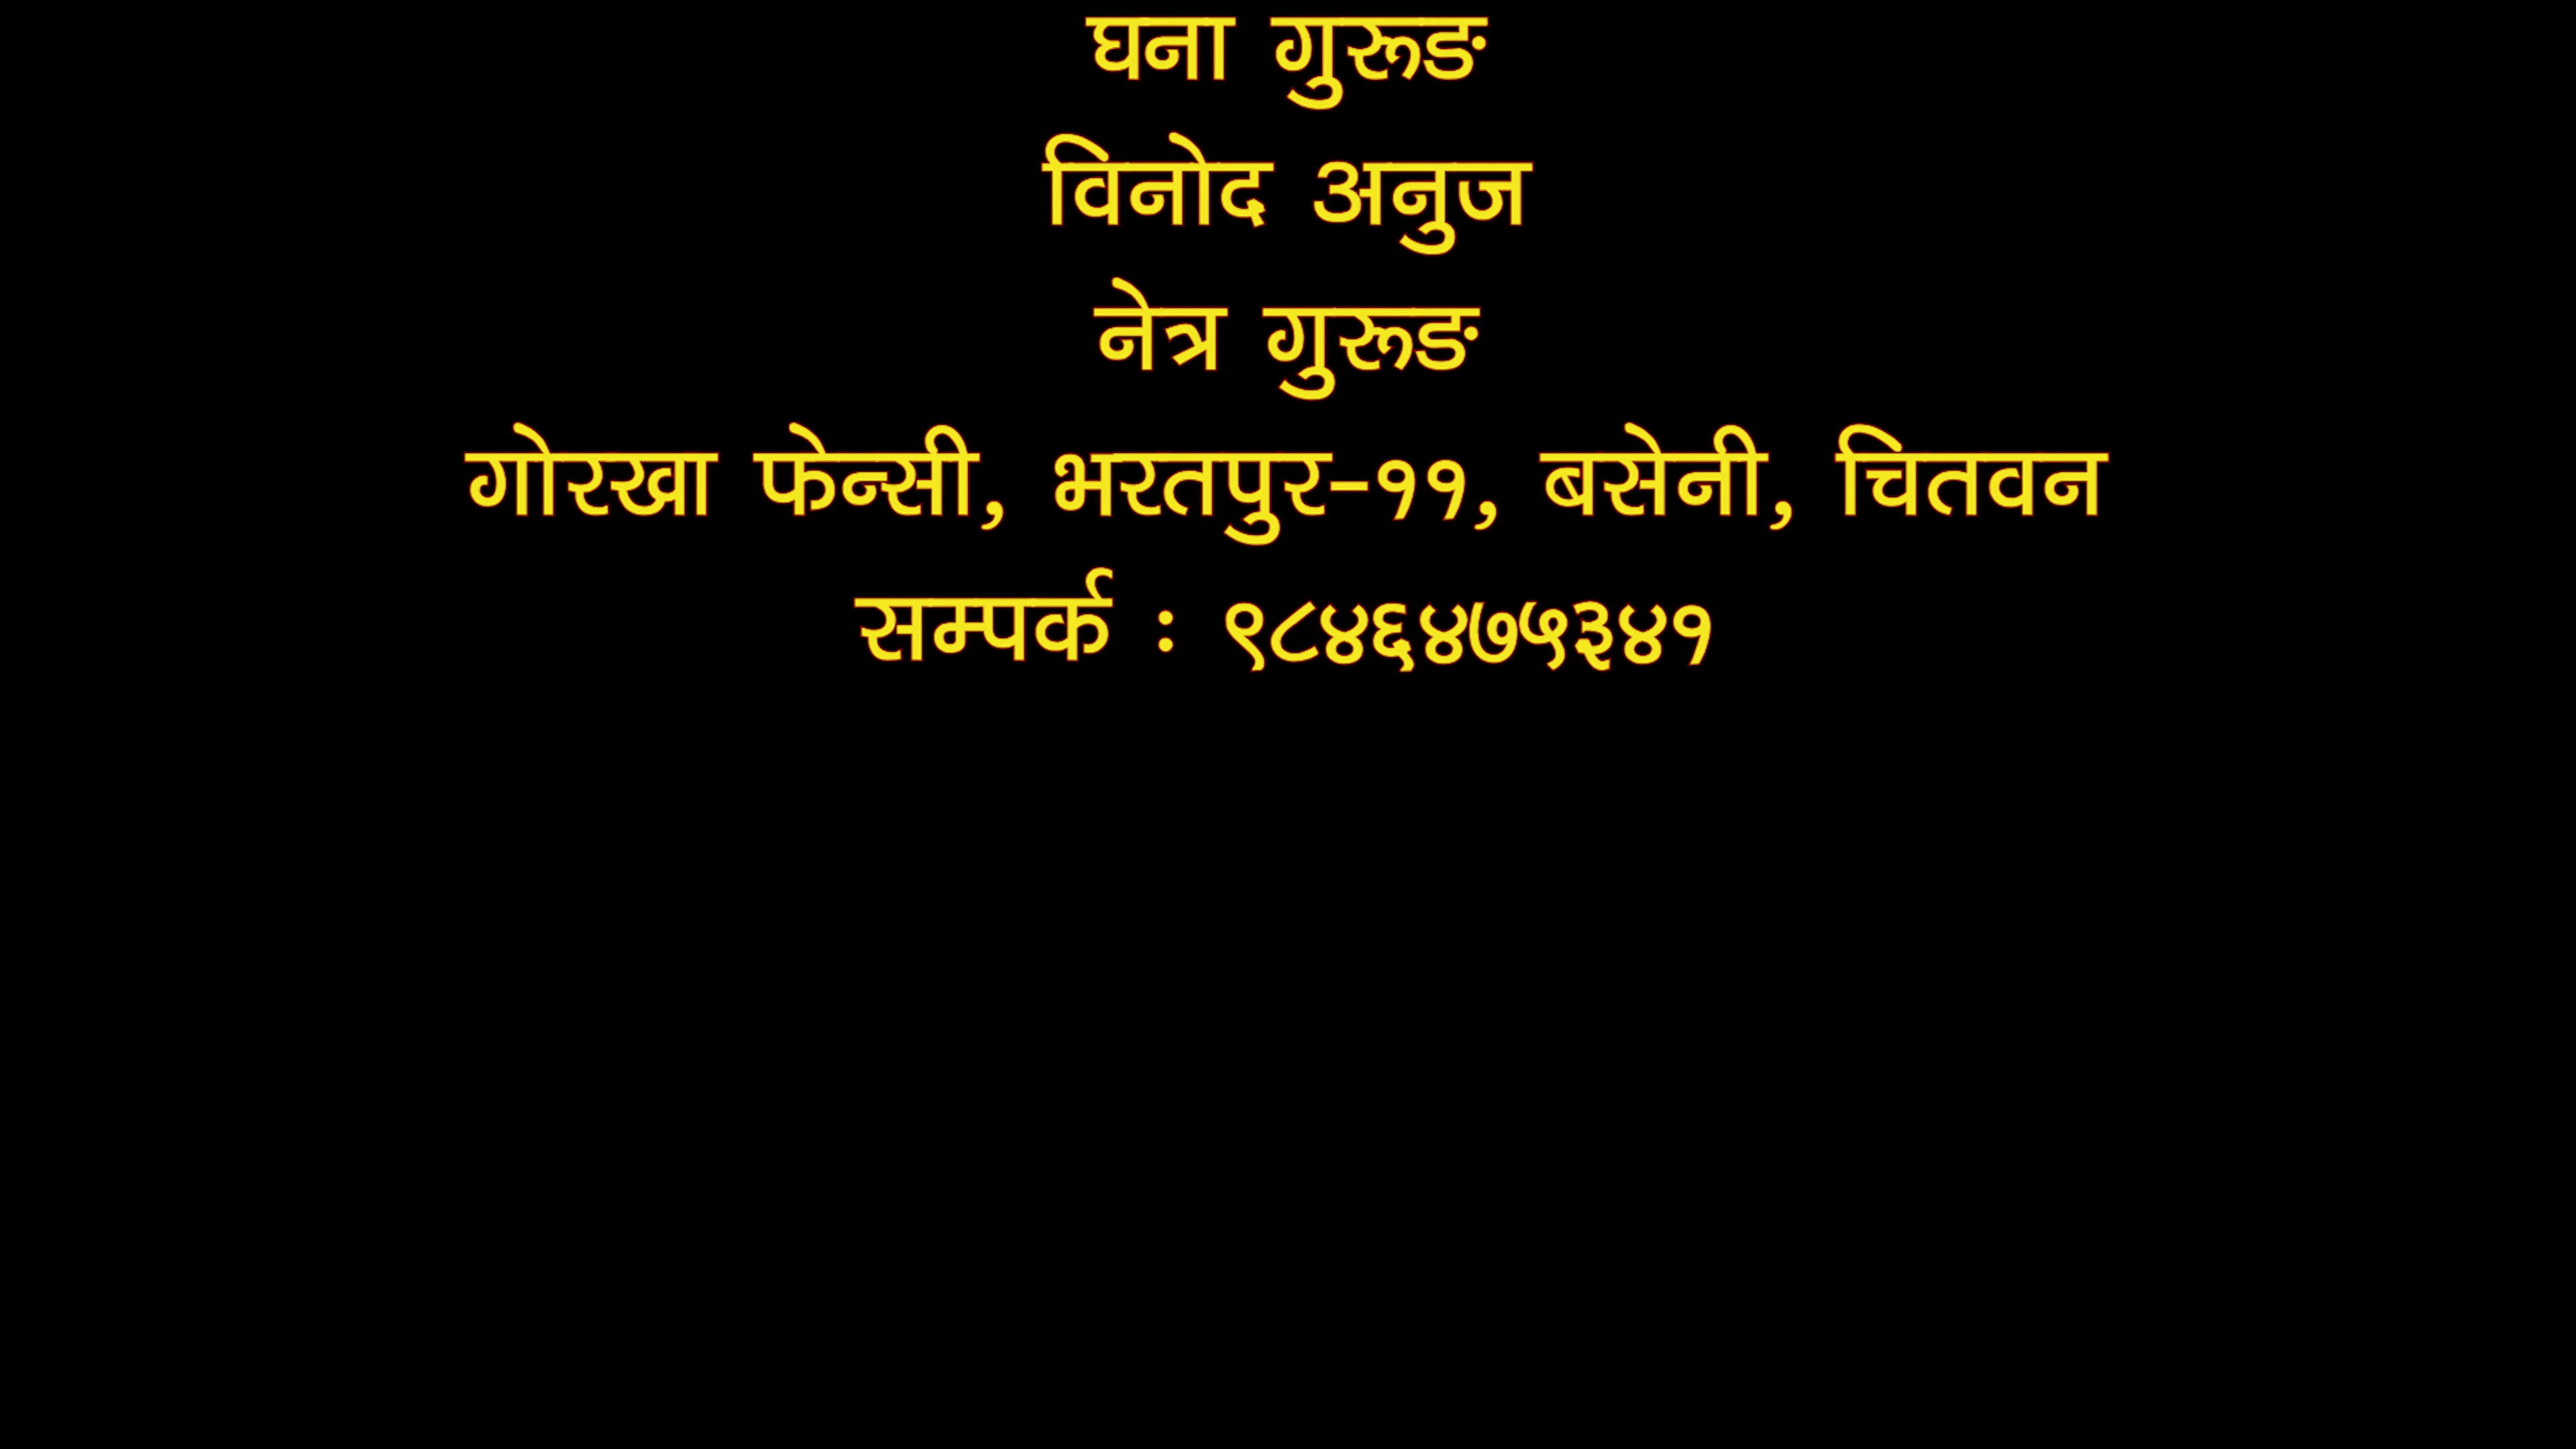 घना गुरूङ
विनोद अनुज
नेत्र गुरूङ
गोरखा फेन्सी, भरतपुर-११, बसेनी, चितवन
सम्पर्क : ९८४६४७५३४१